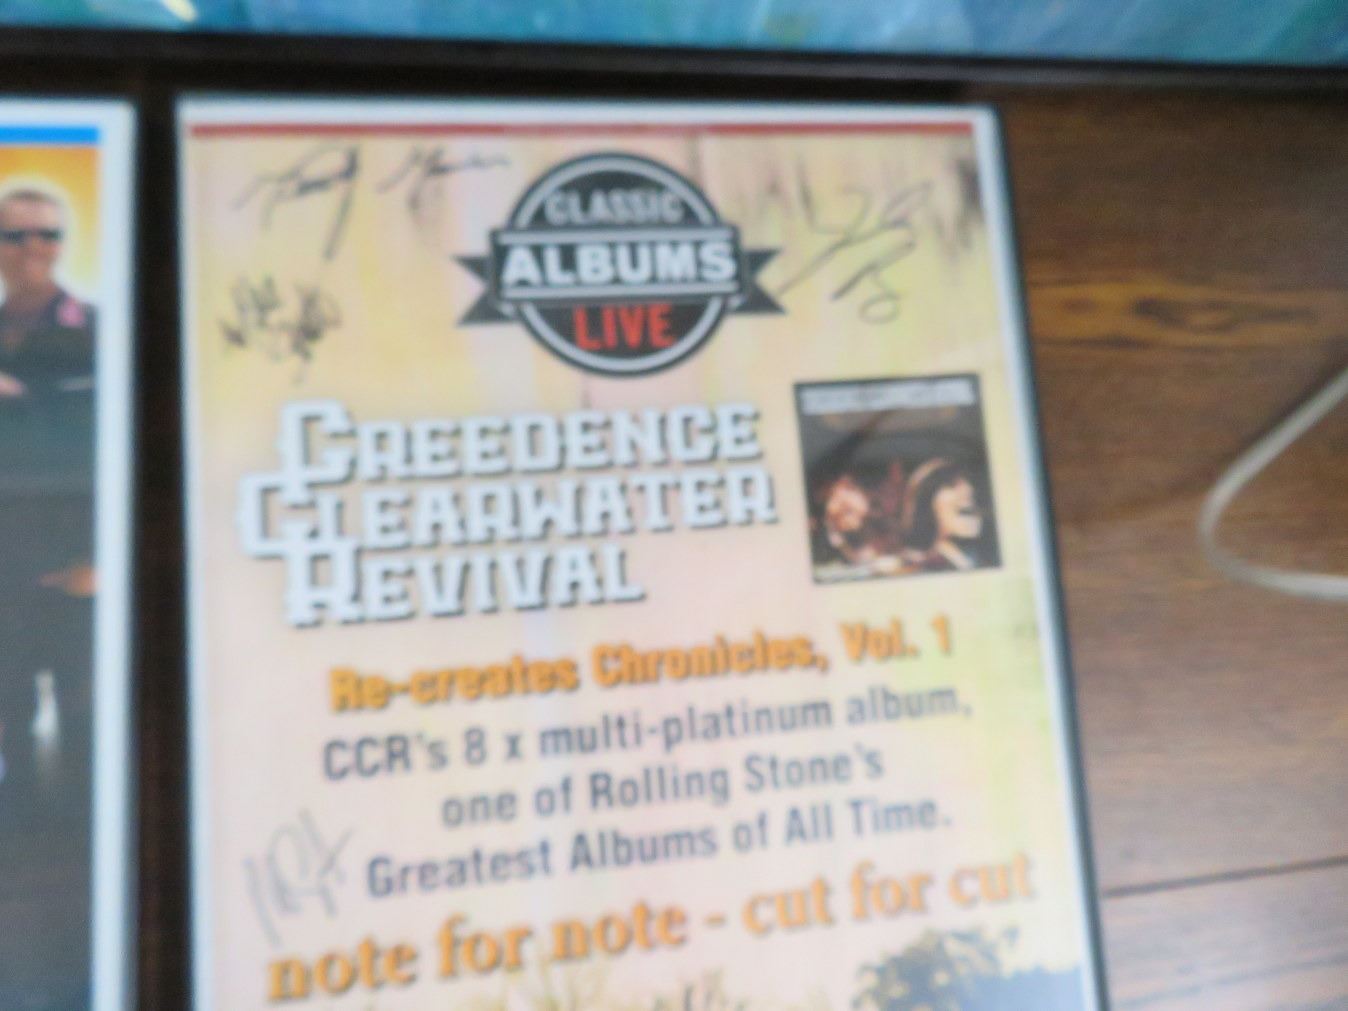 CLASSIC
ALBUMS
LIVE
CREEDENCE
CLEARWATER
REVIVAL
Re-creates Chronicles, Vol. 1
CCR's 8 x multi-platinum album,
one of Rolling Stone's
Greatest Albums of All Time.
note for note - cut for cut